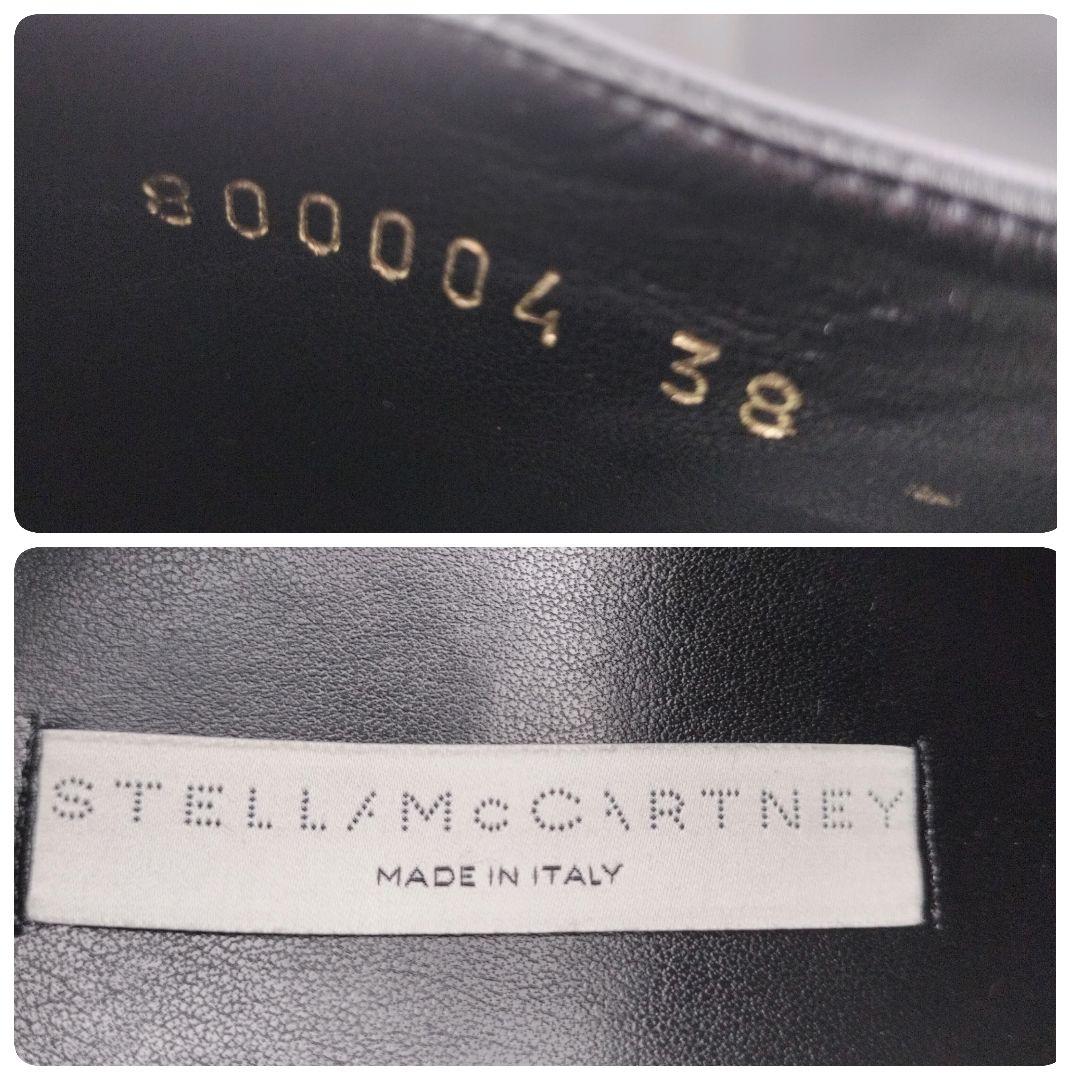 800004 38
STELLA McCARTNEY
MADE IN ITALY